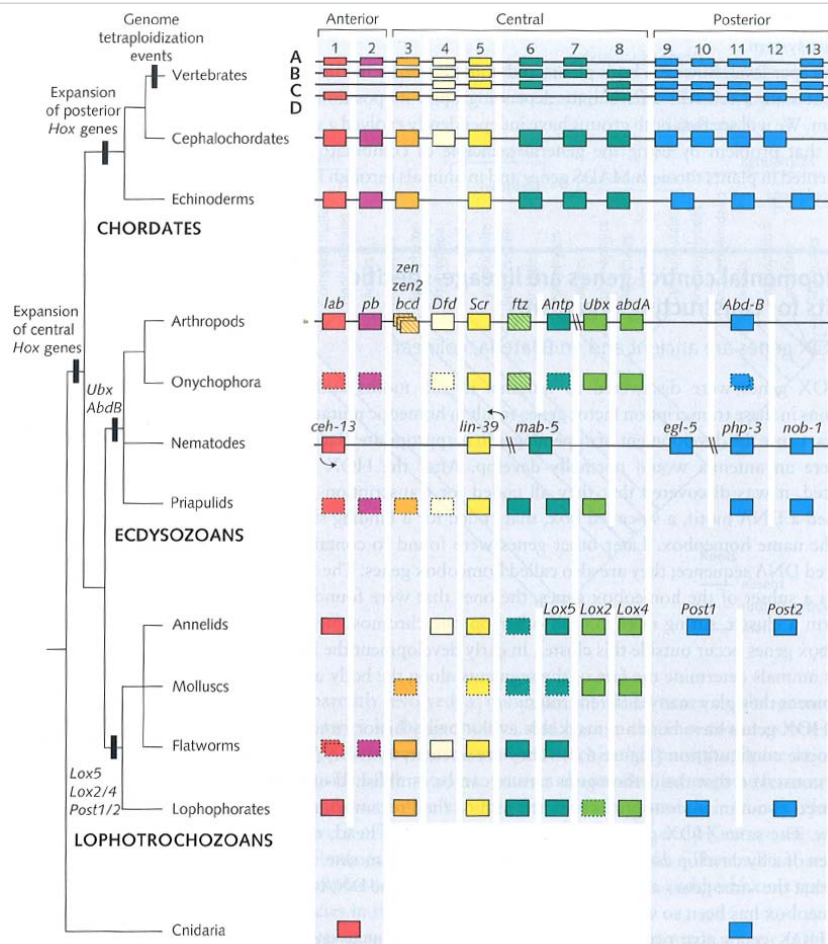 Genome
tetraploidization
events
Anterior Central Posterior
1 2 3 4 5 6 7 8 9 10 11 12 13
A
B
C
D
Vertebrates
Expansion
of posterior
Hox genes
Cephalochordates
Echinoderms
CHORDATES
zen
zen2
lab pb bcd Dfd Scr ftz Antp Ubx abdA Abd-B
Expansion
of central
Hox genes
Arthropods
Ubx
AbdB
Onychophora
ceh-13 lin-39 mab-5 egl-5 php-3 nob-1
Nematodes
Priapulids
ECDYSOZOANS
Lox5 Lox2 Lox4 Post1 Post2
Annelids
Molluscs
Flatworms
Lox5
Lox2/4
Post1/2
Lophophorates
LOPHOTROCHOZOANS
Cnidaria